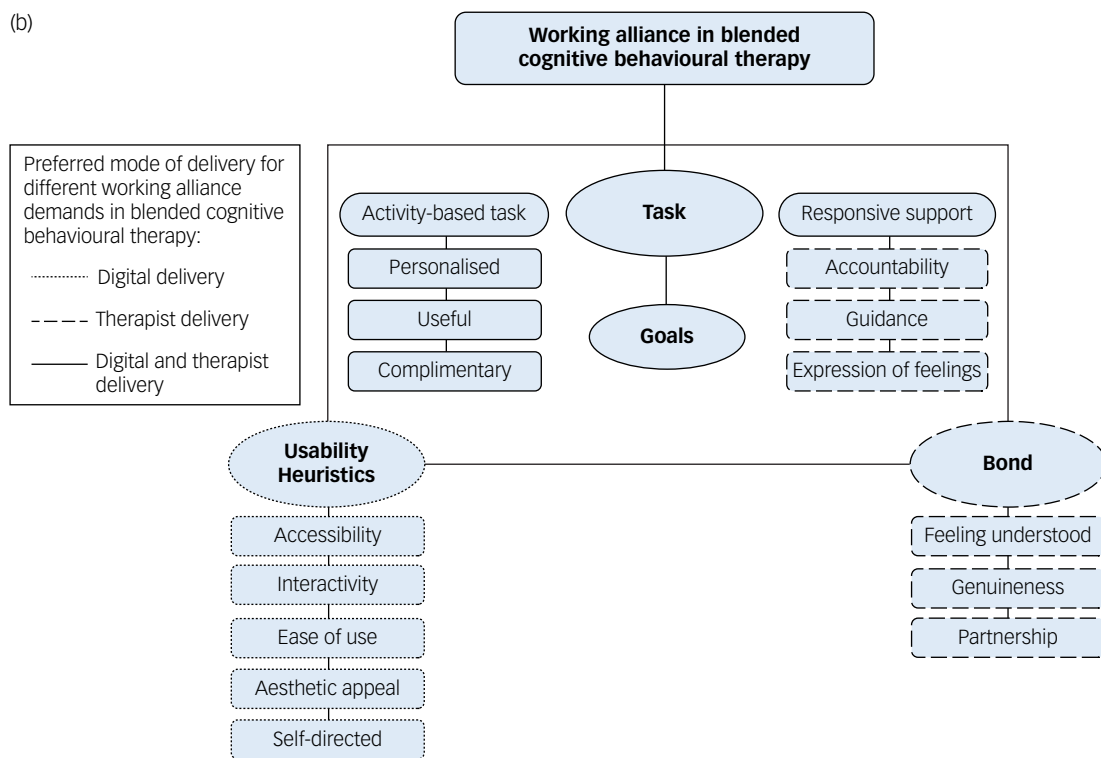 (b)
Working alliance in blended
cognitive behavioural therapy
Preferred mode of delivery for
different working alliance
demands in blended cognitive
behavioural therapy:
Digital delivery
Therapist delivery
Digital and therapist
delivery
Activity-based task
Personalised
Useful
Complimentary
Task
Goals
Responsive support
Accountability
Guidance
Expression of feelings
Usability
Heuristics
Accessibility
Interactivity
Ease of use
Aesthetic appeal
Self-directed
Bond
Feeling understood
Genuineness
Partnership